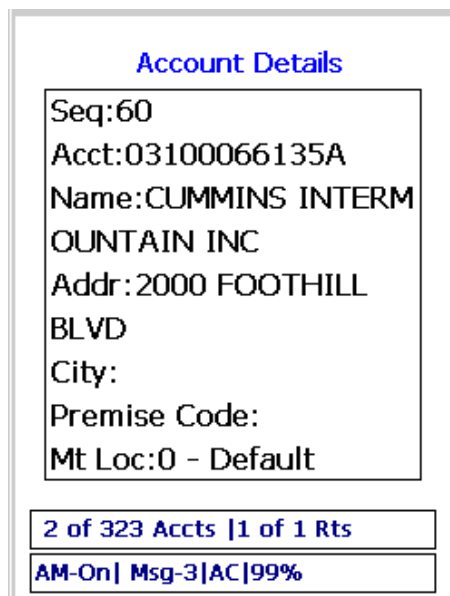 Account Details
Seq:60
Acct:03100066135A
Name:CUMMINS INTERM
OUNTAIN INC
Addr:2000 FOOTHILL
BLVD
City:
Premise Code:
Mt Loc:0 - Default
2 of 323 Accts |1 of 1 Rts
AM-On| Msg-3|AC|99%